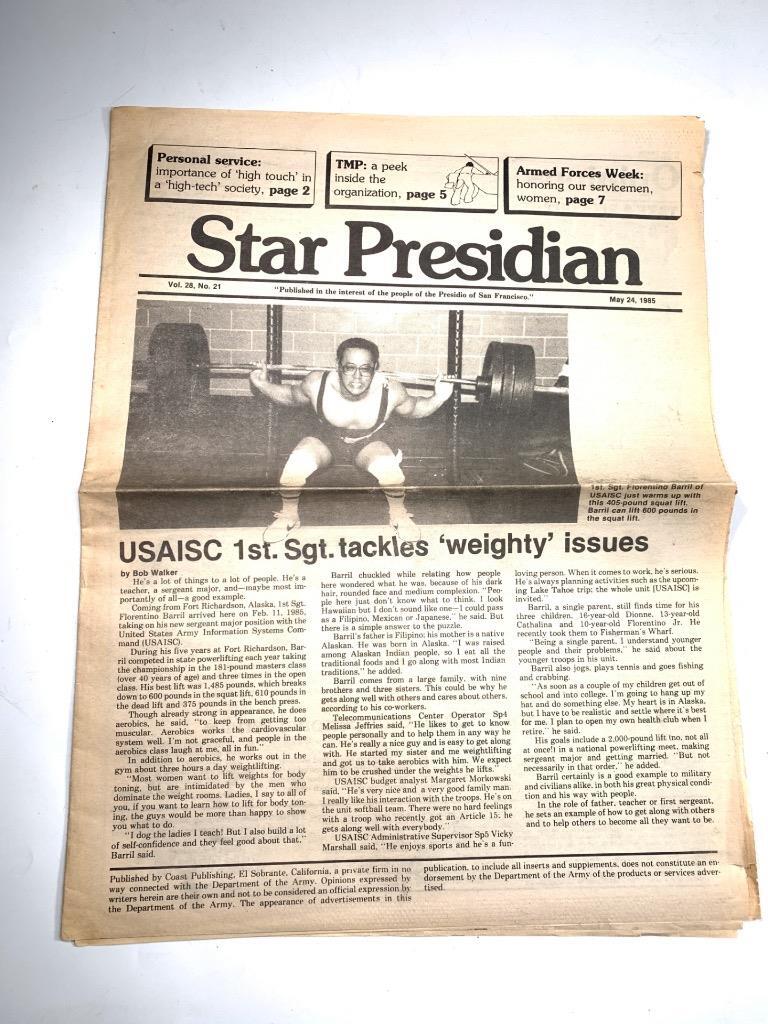 Personal service:
importance of 'high touch' in
a 'high-tech' society, page 2
TMP: a peek
inside the
organization, page 5
Armed Forces Week:
honoring our servicemen,
women, page 7
Star Presidian
Vol. 28, No. 21
"Published in the interest of the people of the Presidio of San Francisco."
May 24, 1985
1st. Sgt. Florentino Barril of
USAISC just warms up with
this 405-pound squat lift.
Barril can lift 600 pounds in
the squat lift.
USAISC 1st. Sgt. tackles 'weighty' issues
by Bob Walker
He's a lot of things to a lot of people. He's a
teacher, a sergeant major, and—maybe most im-
portantly of all—a good example.
Coming from Fort Richardson, Alaska, 1st Sgt.
Florentino Barril arrived here on Feb. 11, 1985,
taking on his new sergeant major position with the
United States Army Information Systems Com-
mand (USAISC).
During his five years at Fort Richardson, Bar-
ril competed in state powerlifting each year taking
the championship in the 181-pound masters class
(over 40 years of age) and three times in the open
class. His best lift was 1,485 pounds, which breaks
down to 600 pounds in the squat lift, 610 pounds in
the dead lift and 375 pounds in the bench press.
Though already strong in appearance, he does
aerobics, he said, "to keep from getting too
muscular. Aerobics works the cardiovascular
system well. I'm not graceful, and people in the
aerobics class laugh at me, all in fun."
In addition to aerobics, he works out in the
gym about three hours a day weightlifting.
"Most women want to lift weights for body
toning, but are intimidated by the men who
dominate the weight rooms. Ladies, I say to all of
you, if you want to learn how to lift for body ton-
ing, the guys would be more than happy to show
you what to do.
"I dog the ladies I teach! But I also build a lot
of self-confidence and they feel good about that,"
Barril said.
Barril chuckled while relating how people
here wondered what he was, because of his dark
hair, rounded face and medium complexion. "Peo-
ple here just don't know what to think. I look
Hawaiian but I don't sound like one—I could pass
as a Filipino, Mexican or Japanese," he said. But
there is a simple answer to the puzzle.
Barril's father is Filipino; his mother is a native
Alaskan. He was born in Alaska. "I was raised
among Alaskan Indian people, so I eat all the
traditional foods and I go along with most Indian
traditions," he added.
Barril comes from a large family, with nine
brothers and three sisters. This could be why he
gets along well with others and cares about others,
according to his co-workers.
Telecommunications Center Operator Sp4
Melissa Jeffries said, "He likes to get to know
people personally and to help them in any way he
can. He's really a nice guy and is easy to get along
with. He started my sister and me weightlifting
and got us to take aerobics with him. We expect
him to be crushed under the weights he lifts."
USAISC budget analyst Margaret Morkowski
said, "He's very nice and a very good family man.
I really like his interaction with the troops. He's on
the unit softball team. There were no hard feelings
with a troop who recently got an Article 15; he
gets along well with everybody."
USAISC Administrative Supervisor Sp5 Vicky
Marshall said, "He enjoys sports and he's a fun-
loving person. When it comes to work, he's serious.
He's always planning activities such as the upcom-
ing Lake Tahoe trip; the whole unit [USAISC] is
invited."
Barril, a single parent, still finds time for his
three children, 16-year-old Dionne, 13-year-old
Cathalina and 10-year-old Florentino Jr. He
recently took them to Fisherman's Wharf.
"Being a single parent, I understand younger
people and their problems," he said about the
younger troops in his unit.
Barril also jogs, plays tennis and goes fishing
and crabbing.
"As soon as a couple of my children get out of
school and into college, I'm going to hang up my
hat and do something else. My heart is in Alaska,
but I have to be realistic and settle where it's best
for me. I plan to open my own health club when I
retire," he said.
His goals include a 2,000-pound lift (no, not all
at once!) in a national powerlifting meet, making
sergeant major and getting married. "But not
necessarily in that order," he added.
Barril certainly is a good example to military
and civilians alike, in both his great physical condi-
tion and his way with people.
In the role of father, teacher or first sergeant,
he sets an example of how to get along with others
and to help others to become all they want to be.
Published by Coast Publishing, El Sobrante, California, a private firm in no
way connected with the Department of the Army. Opinions expressed by
writers herein are their own and not to be considered an official expression by
the Department of the Army. The appearance of advertisements in this
publication, to include all inserts and supplements, does not constitute an en-
dorsement by the Department of the Army of the products or services adver-
tised.